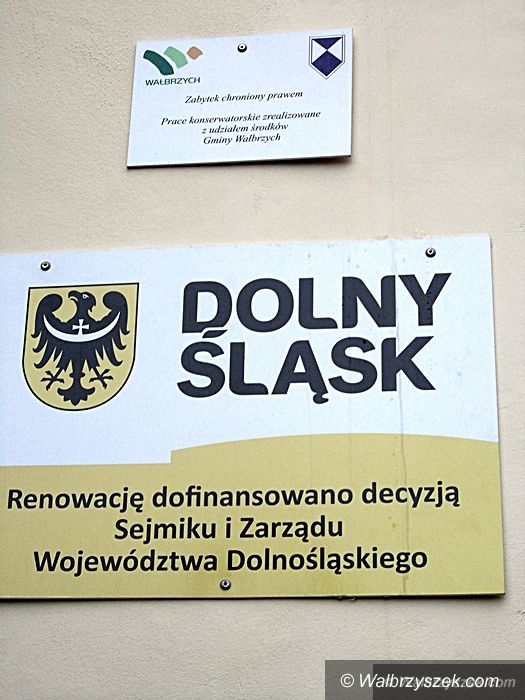 WAŁBRZYCH
Zabytek chroniony prawem
Prace konserwatorskie zrealizowane
z udziałem środków
Gminy Wałbrzych
DOLNY
ŚLĄSK
Renowację dofinansowano decyzją
Sejmiku i Zarządu
Województwa Dolnośląskiego
© Walbrzyszek.com